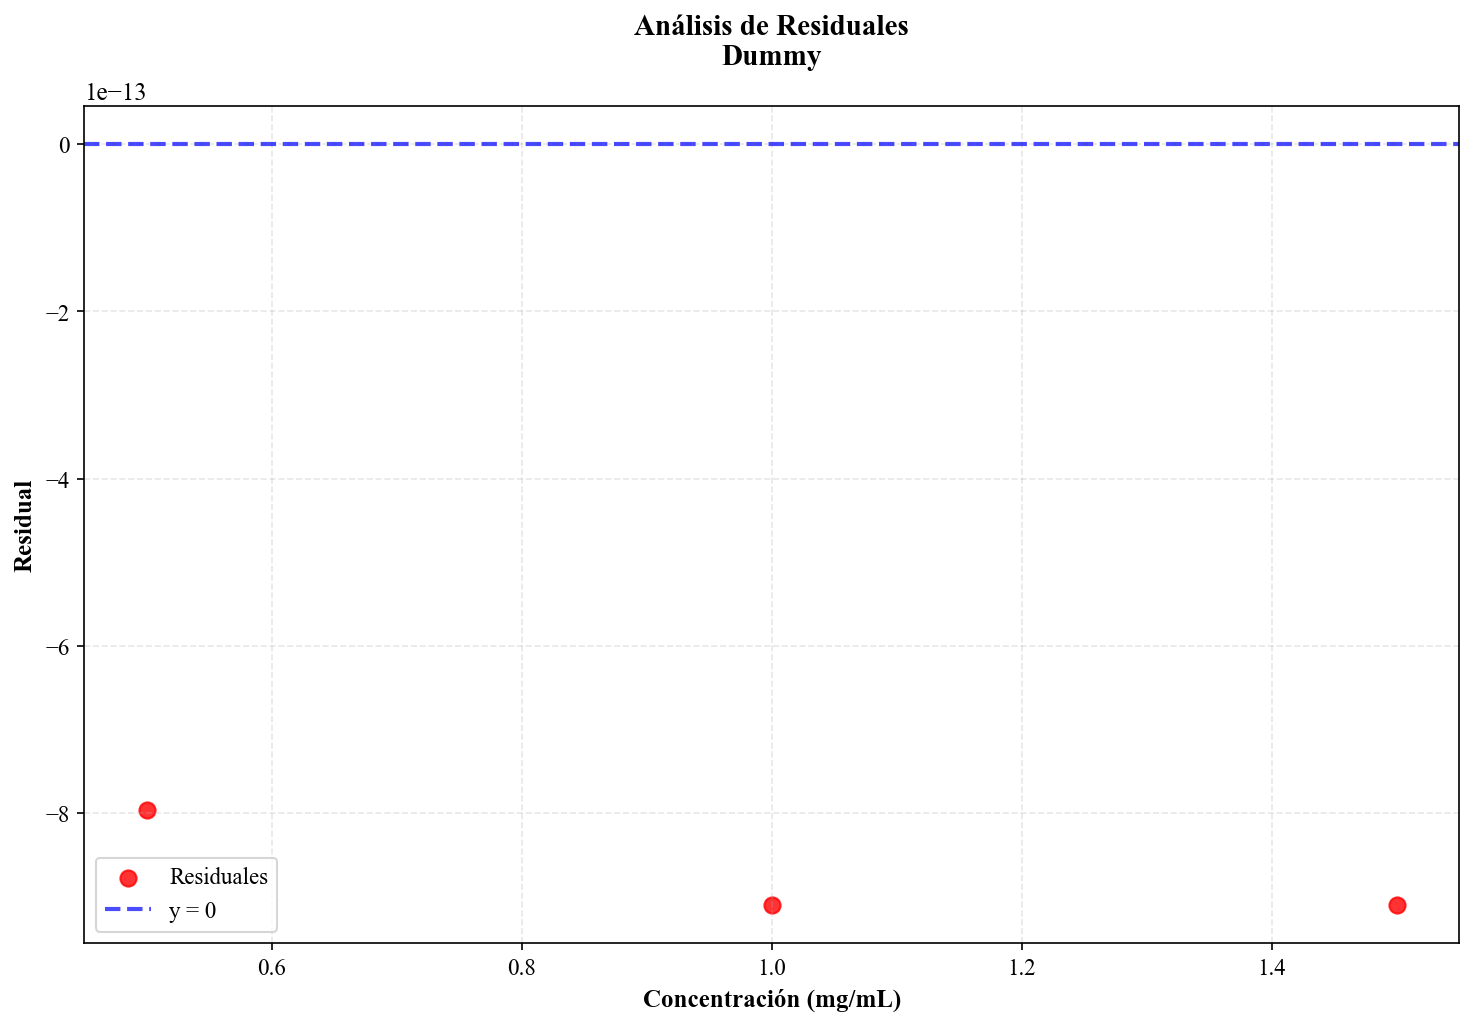 Análisis de Residuales
Dummy
1e−13
0
−2
−4
−6
−8
Residual
Residuales
y = 0
0.6 0.8 1.0 1.2 1.4
Concentración (mg/mL)